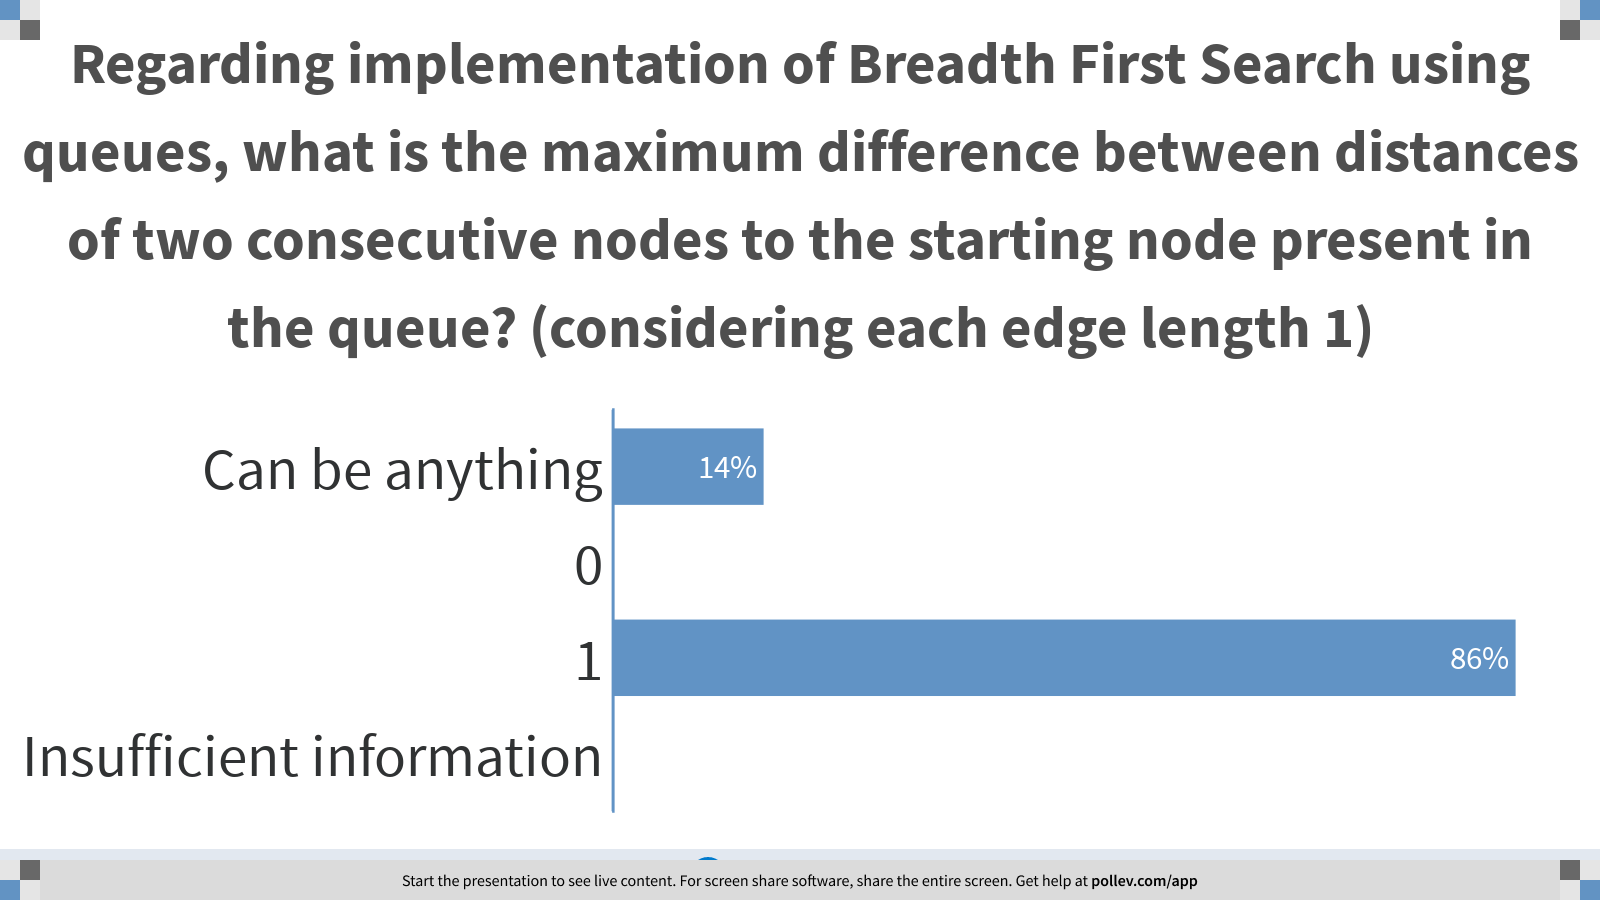 Regarding implementation of Breadth First Search using
queues, what is the maximum difference between distances
of two consecutive nodes to the starting node present in
the queue? (considering each edge length 1)
Can be anything
14%
0
1
86%
Insufficient information
Start the presentation to see live content. For screen share software, share the entire screen. Get help at pollev.com/app